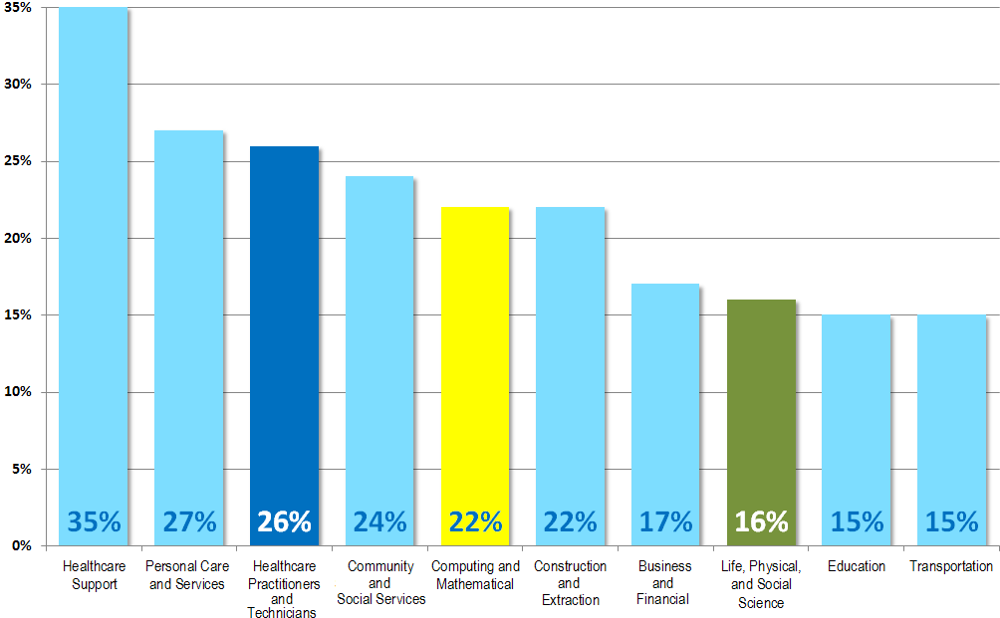 35%
30%
25%
20%
15%
10%
5%
0%
35%
27%
26%
24%
22%
22%
17%
16%
15%
15%
Healthcare
Support
Personal Care
and Services
Healthcare
Practitioners
and
Technicians
Community
and
Social Services
Computing and
Mathematical
Construction
and
Extraction
Business
and
Financial
Life, Physical,
and Social
Science
Education
Transportation